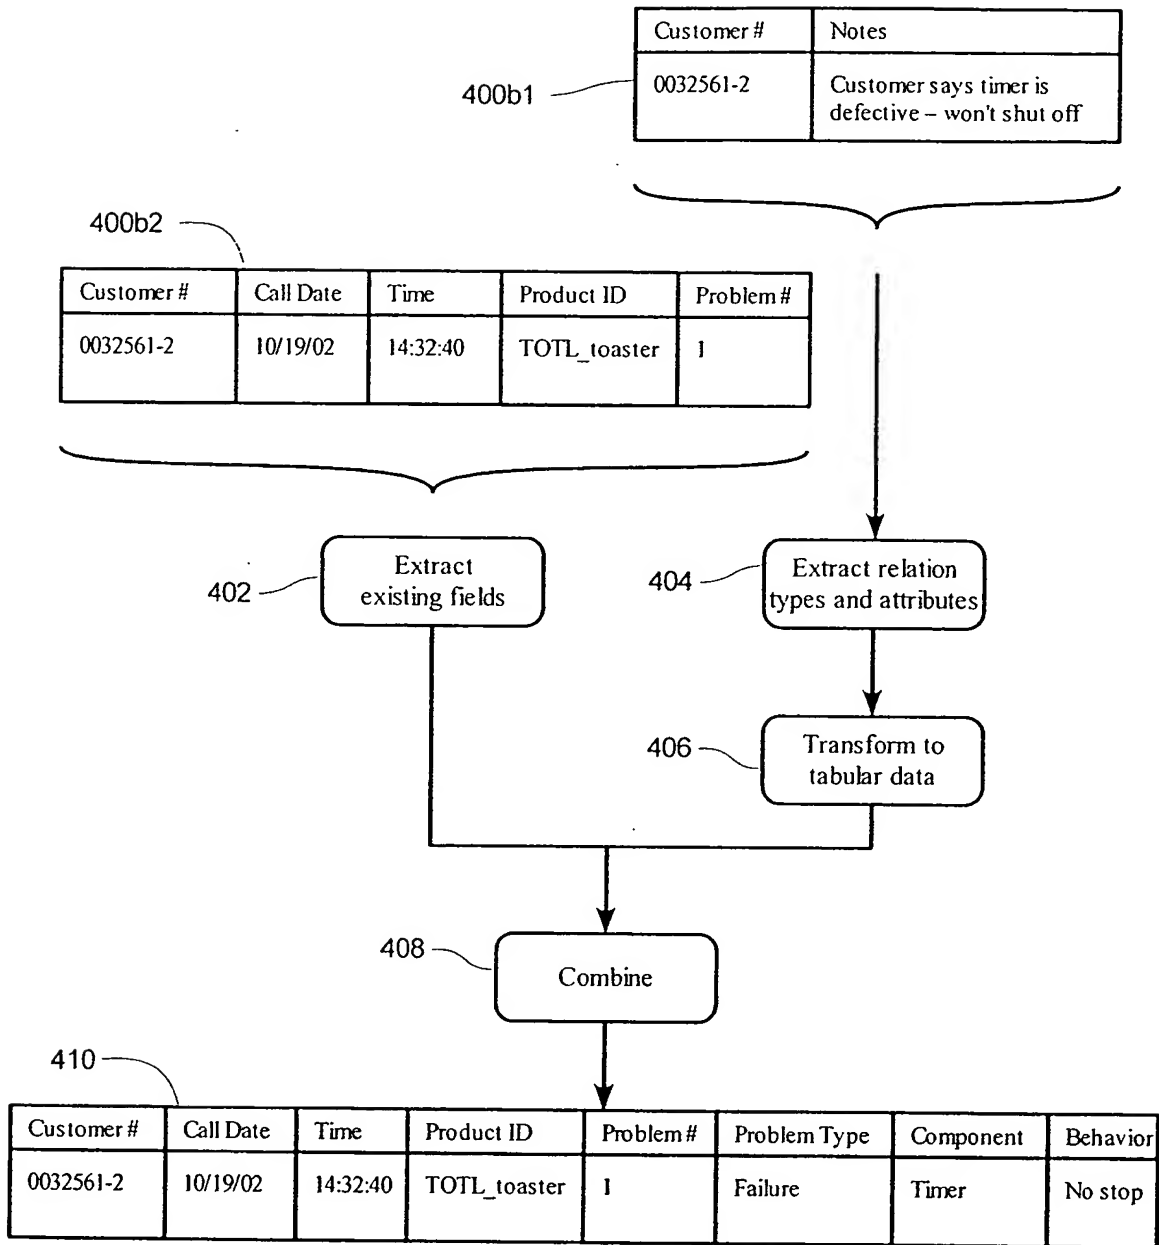 Customer # Notes
400b1
0032561-2 Customer says timer is
defective – won't shut off
400b2
Customer # Call Date Time Product ID Problem #
0032561-2 10/19/02 14:32:40 TOTL_toaster 1
402
Extract
existing fields
404
Extract relation
types and attributes
406
Transform to
tabular data
408
Combine
410
Customer # Call Date Time Product ID Problem # Problem Type Component Behavior
0032561-2 10/19/02 14:32:40 TOTL_toaster 1 Failure Timer No stop